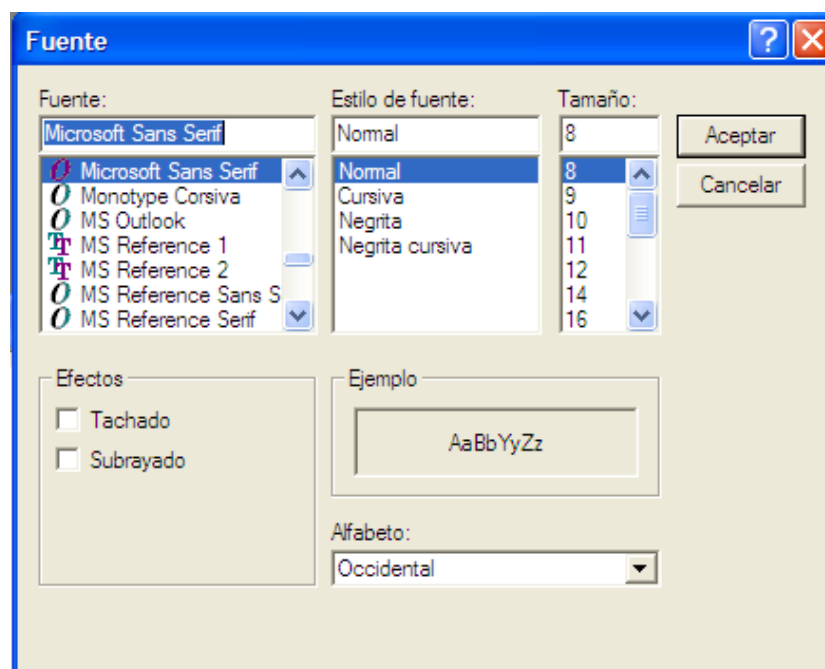 Fuente
Fuente:
Microsoft Sans Serif
Microsoft Sans Serif
Monotype Corsiva
MS Outlook
MS Reference 1
MS Reference 2
MS Reference Sans S
MS Reference Serif
Estilo de fuente:
Normal
Normal
Cursiva
Negrita
Negrita cursiva
Tamaño:
8
8
9
10
11
12
14
16
Aceptar
Cancelar
Efectos
Tachado
Subrayado
Ejemplo
AaBbYyZz
Alfabeto:
Occidental